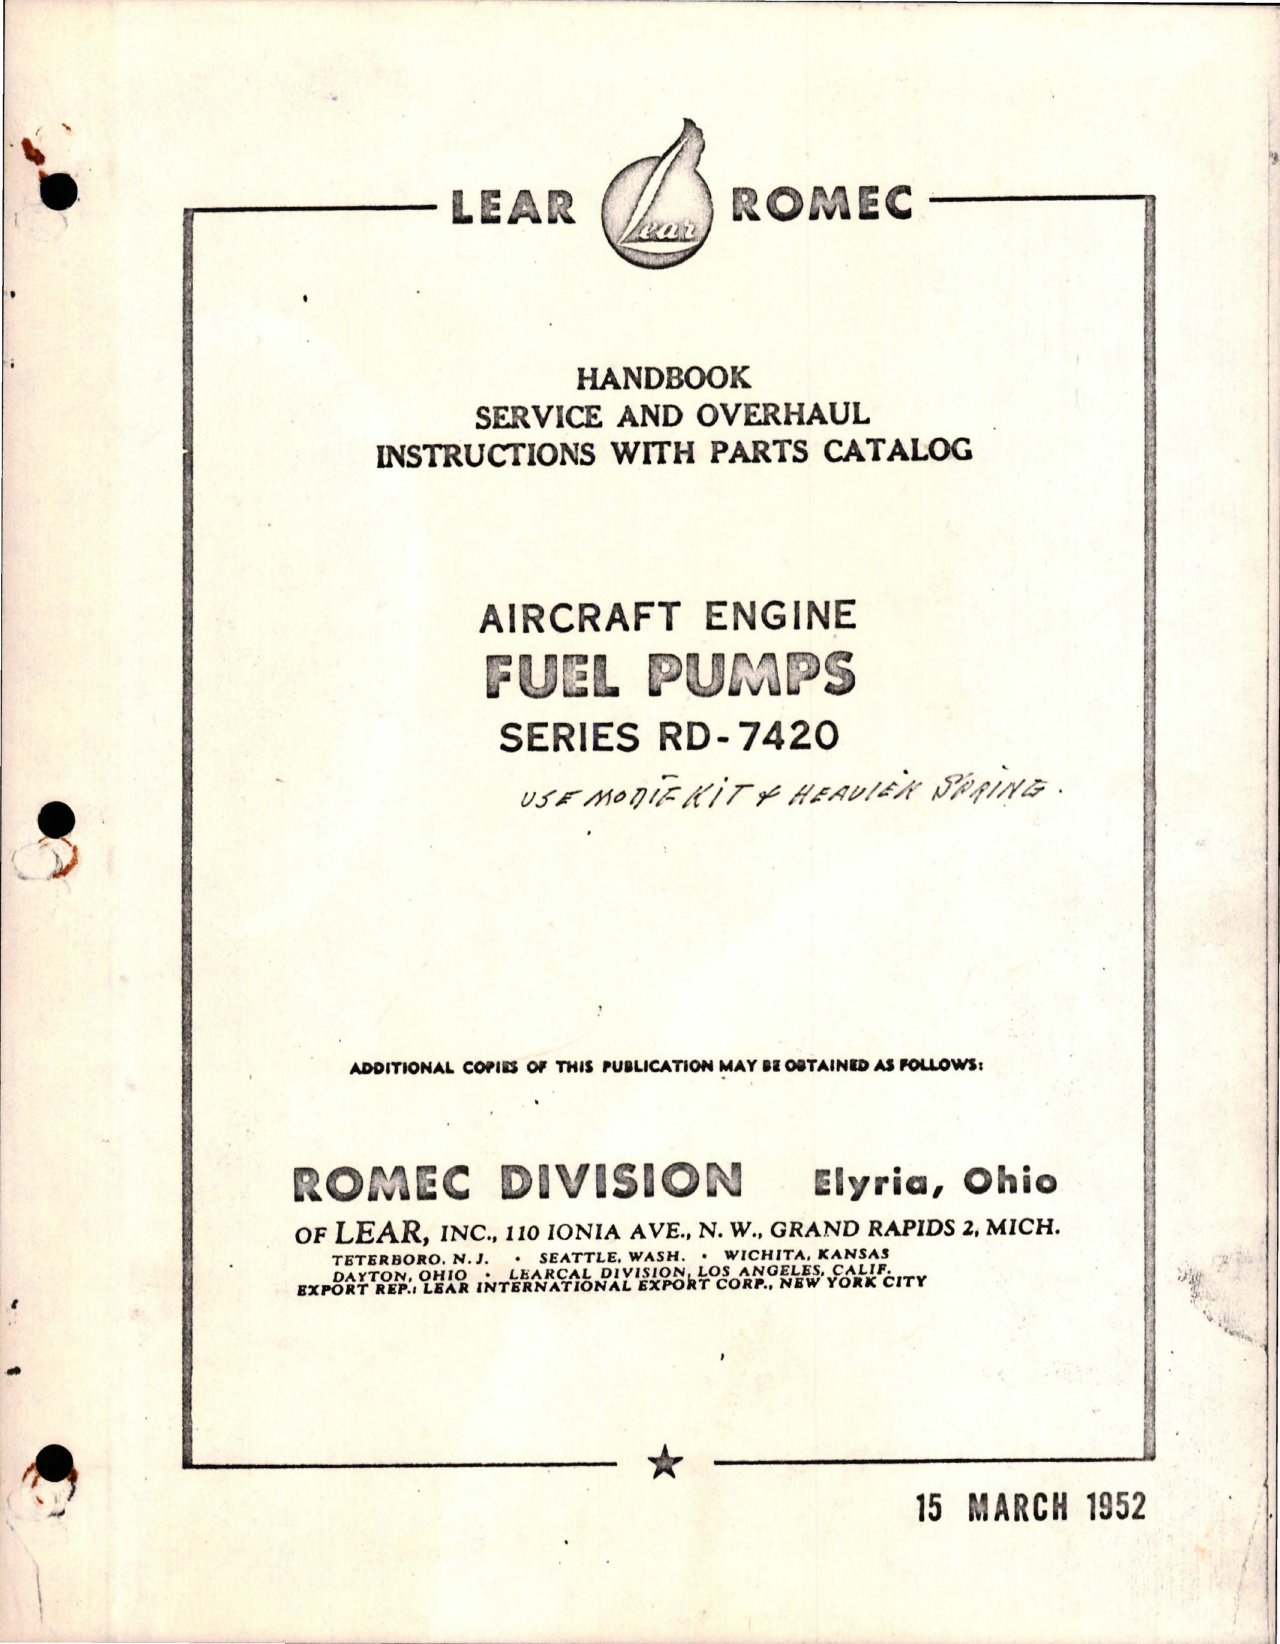 LEAR Lear ROMEC
HANDBOOK
SERVICE AND OVERHAUL
INSTRUCTIONS WITH PARTS CATALOG
AIRCRAFT ENGINE
FUEL PUMPS
SERIES RD-7420
USE MODIF KIT & HEAVIER SPRING.
ADDITIONAL COPIES OF THIS PUBLICATION MAY BE OBTAINED AS FOLLOWS:
ROMEC DIVISION Elyria, Ohio
OF LEAR, INC., 110 IONIA AVE., N. W., GRAND RAPIDS 2, MICH.
TETERBORO, N. J. • SEATTLE, WASH. • WICHITA, KANSAS
DAYTON, OHIO • LEARCAL DIVISION, LOS ANGELES, CALIF.
EXPORT REP.: LEAR INTERNATIONAL EXPORT CORP., NEW YORK CITY
15 MARCH 1952